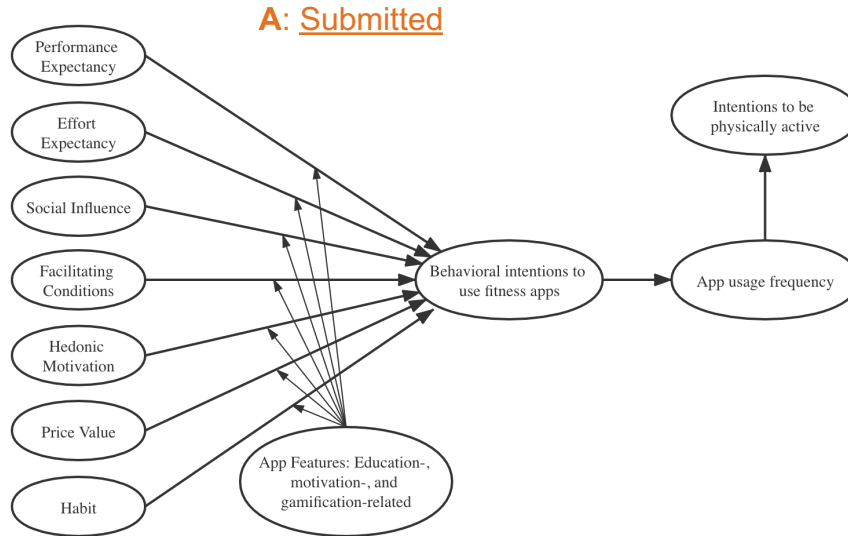 A: Submitted
Performance
Expectancy
Effort
Expectancy
Social Influence
Facilitating
Conditions
Hedonic
Motivation
Price Value
Habit
App Features: Education-,
motivation-, and
gamification-related
Behavioral intentions to
use fitness apps
App usage frequency
Intentions to be
physically active